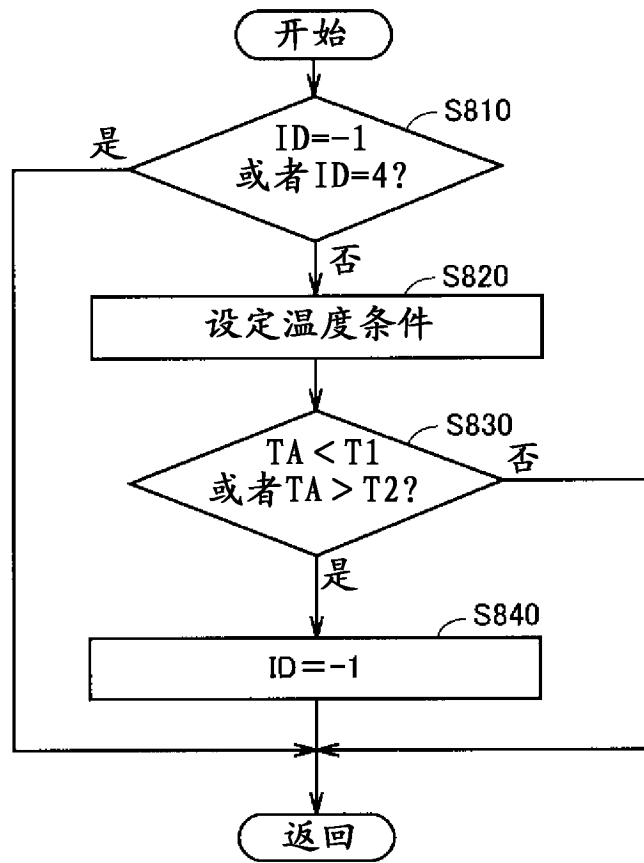 开始
S810
是
ID=-1
或者ID=4?
否
S820
设定温度条件
S830
TA＜T1
或者TA＞T2?
否
是
S840
ID=-1
返回